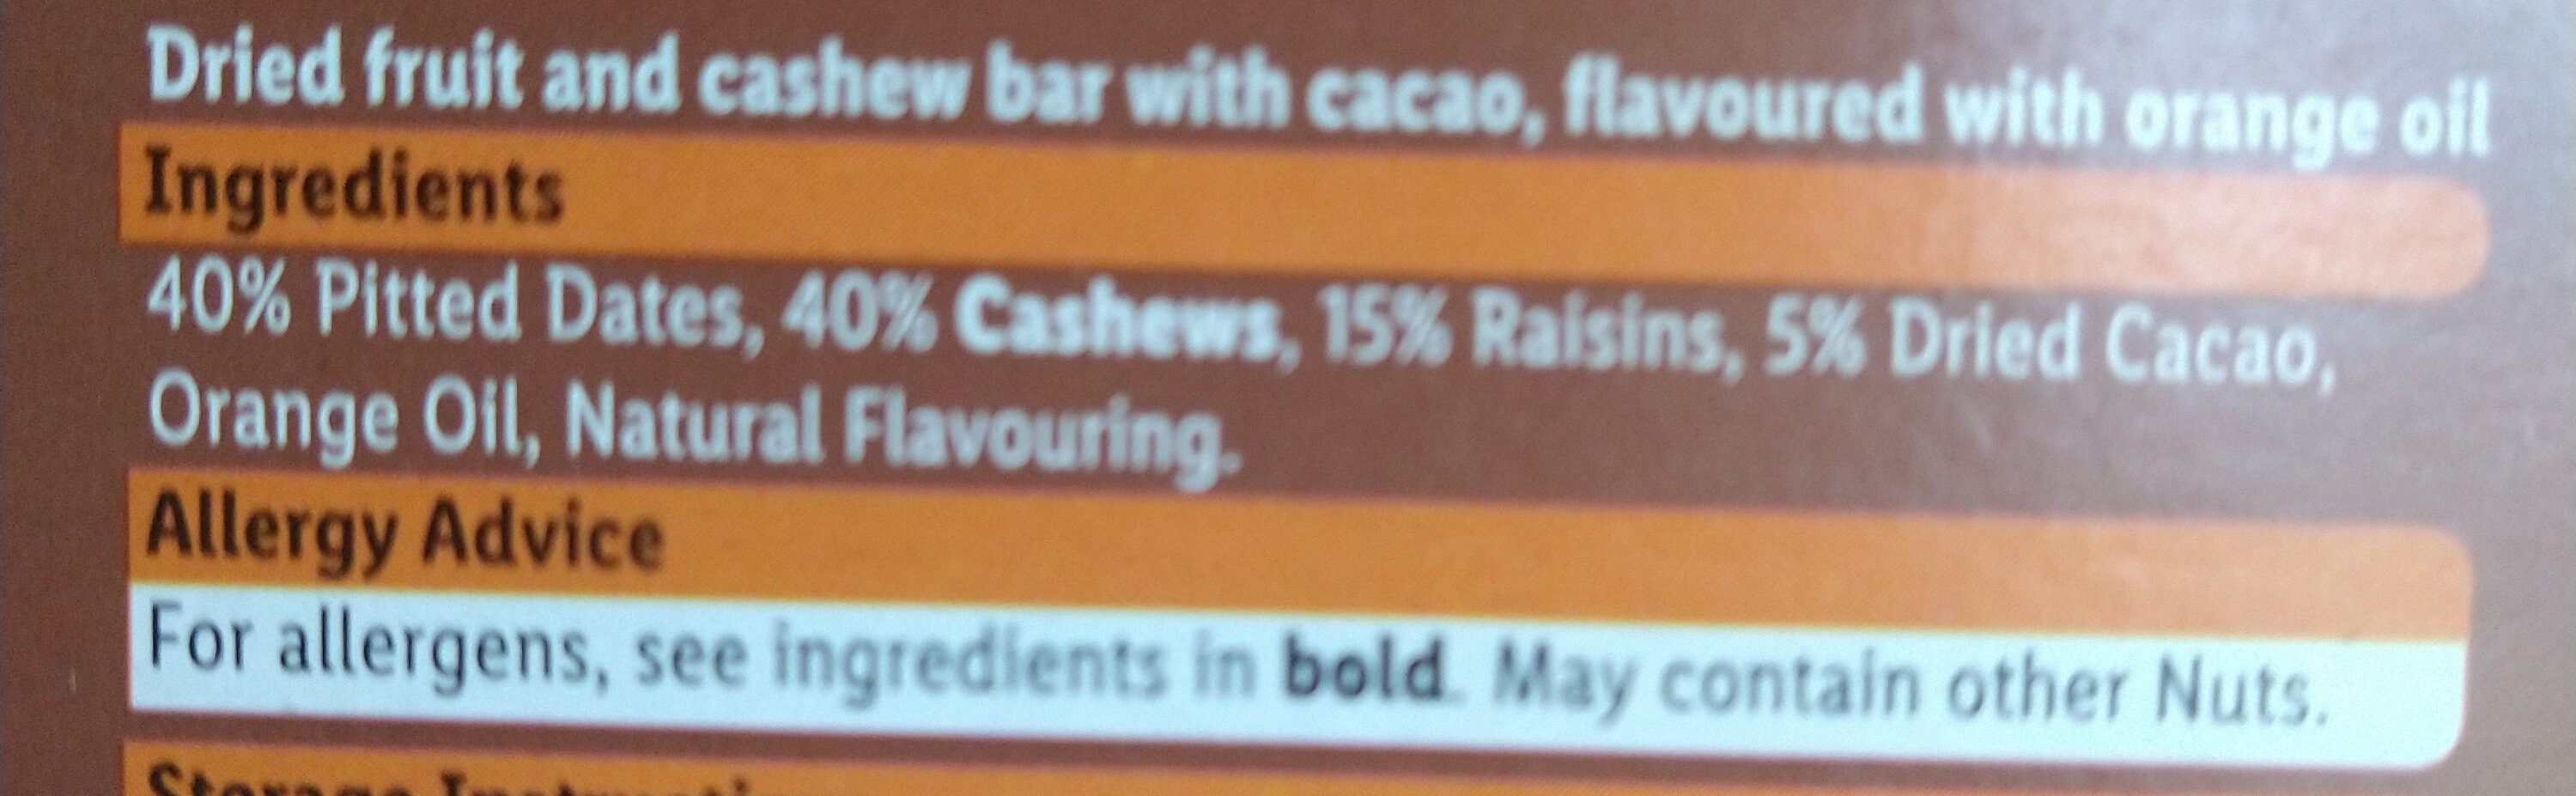 Dried fruit and cashew bar with cacao, flavoured with orange oil
Ingredients
40% Pitted Dates, 40% Cashews, 15% Raisins, 5% Dried Cacao,
Orange Oil, Natural Flavouring.
Allergy Advice
For allergens, see ingredients in bold. May contain other Nuts.
Storage